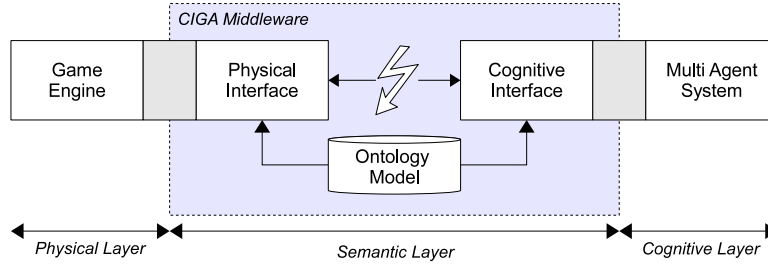 CIGA Middleware
Game
Engine
Physical
Interface
Cognitive
Interface
Multi Agent
System
Ontology
Model
Physical Layer
Semantic Layer
Cognitive Layer